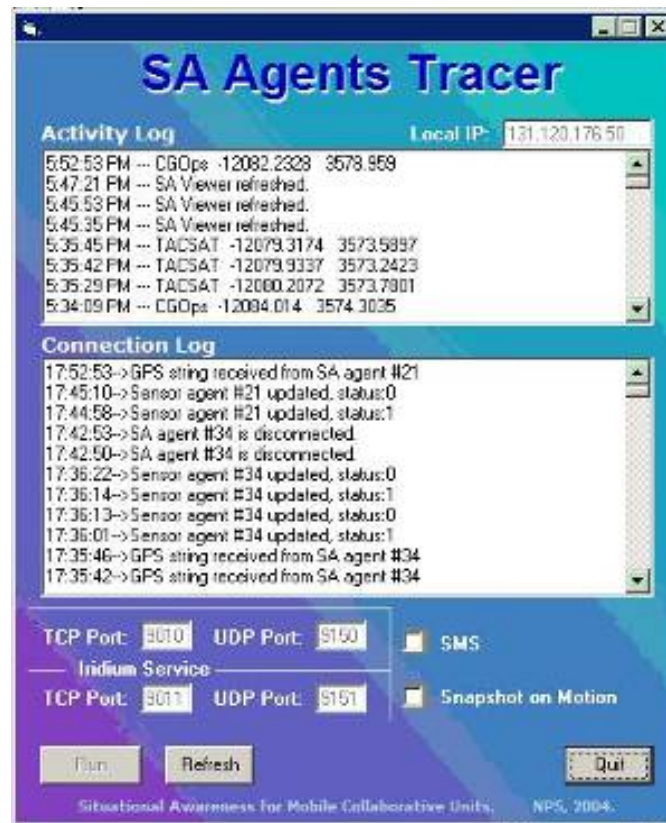 SA Agents Tracer
Activity Log Local IP: 131.120.176.50
5:52:53 PM --- CGOps -12082.2328 3578.959
5:47:21 PM --- SA Viewer refreshed.
5:45:53 PM --- SA Viewer refreshed.
5:45:35 PM --- SA Viewer refreshed.
5:35:45 PM --- TACSAT -12079.3174 3573.5897
5:35:42 PM --- TACSAT -12079.9337 3573.2423
5:35:29 PM --- TACSAT -12080.2072 3573.7801
5:34:09 PM --- CGOps -12084.014 3574.3035
Connection Log
17:52:53-->GPS string received from SA agent #21
17:45:10-->Sensor agent #21 updated, status:0
17:44:58-->Sensor agent #21 updated, status:1
17:42:53-->SA agent #34 is disconnected.
17:42:50-->SA agent #34 is disconnected.
17:36:22-->Sensor agent #34 updated, status:0
17:36:14-->Sensor agent #34 updated, status:1
17:36:13-->Sensor agent #34 updated, status:0
17:36:01-->Sensor agent #34 updated, status:1
17:35:46-->GPS string received from SA agent #34
17:35:42-->GPS string received from SA agent #34
TCP Port: 9010 UDP Port: 9150 SMS
Iridium Service
TCP Port: 9011 UDP Port: 9151 Snapshot on Motion
Run Refresh Quit
Situational Awareness for Mobile Collaborative Units. NPS, 2004.